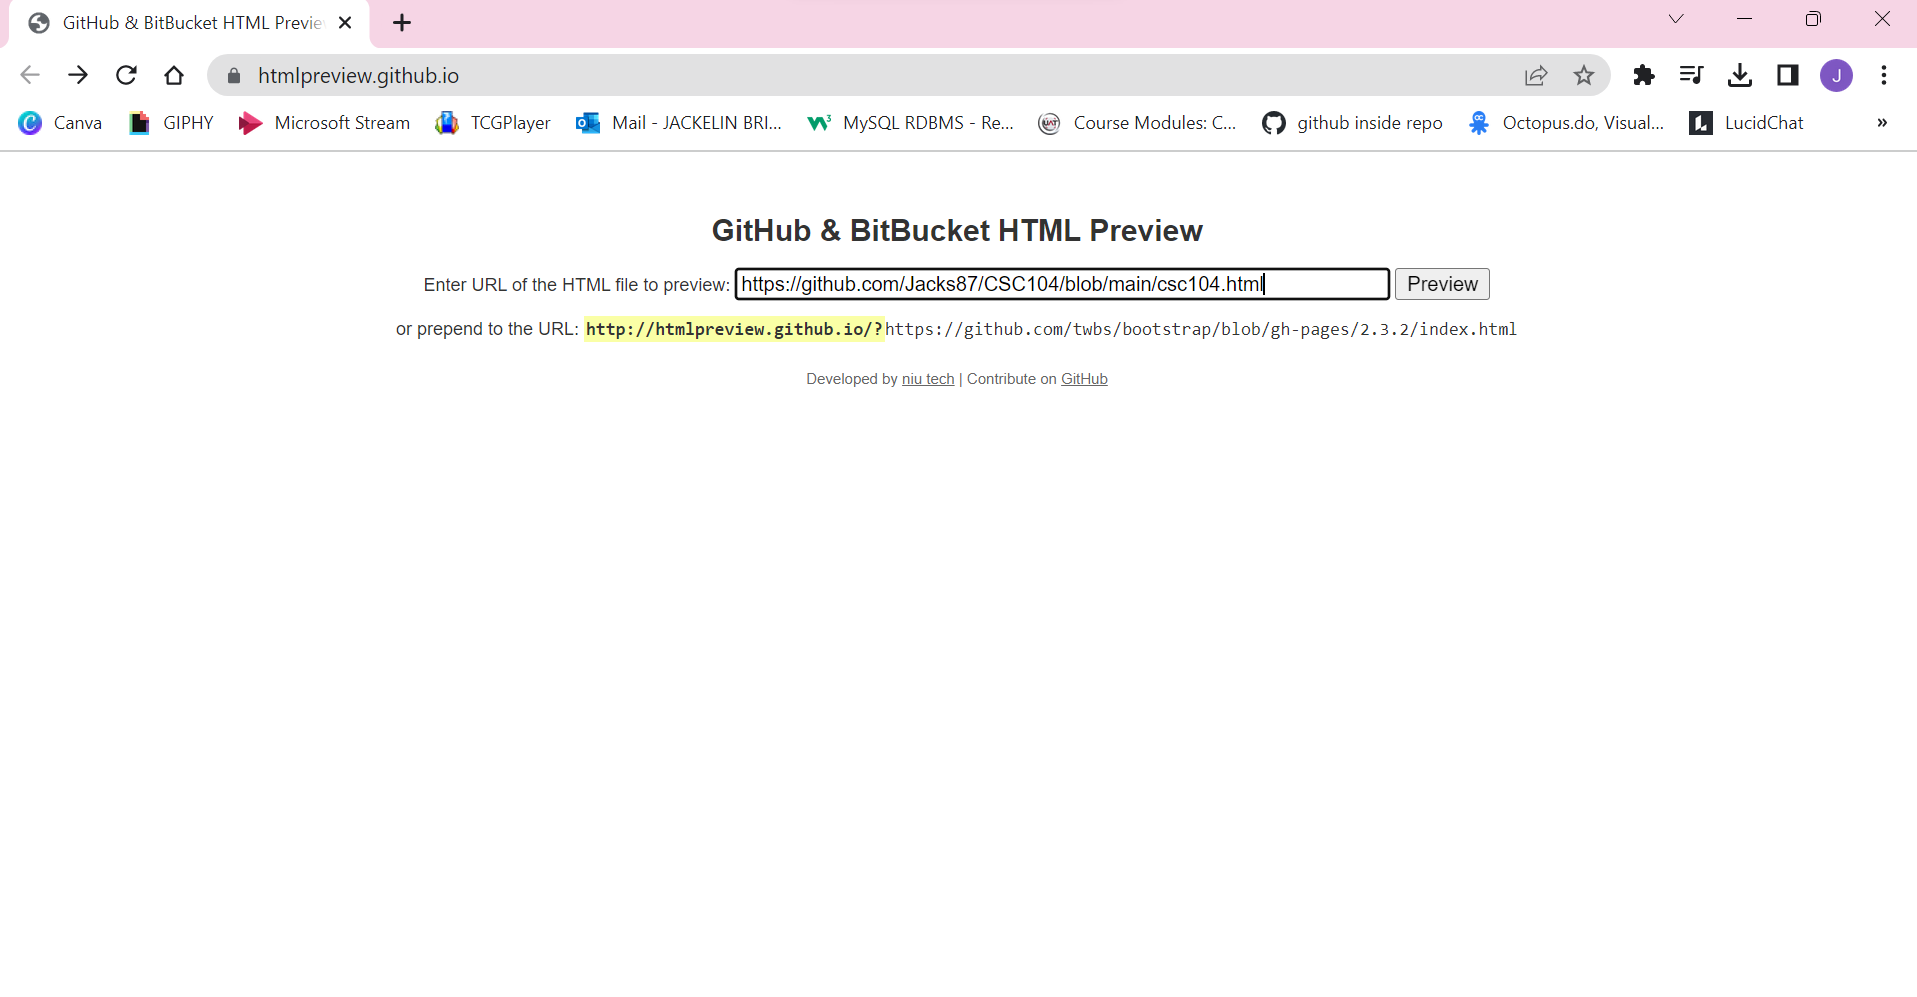 GitHub & BitBucket HTML Previe
htmlpreview.github.io
J
Canva GIPHY Microsoft Stream TCGPlayer Mail - JACKELIN BRI... MySQL RDBMS - Re... Course Modules: C... github inside repo Octopus.do, Visual... LucidChat »
GitHub & BitBucket HTML Preview
Enter URL of the HTML file to preview: https://github.com/Jacks87/CSC104/blob/main/csc104.html Preview
or prepend to the URL: http://htmlpreview.github.io/?https://github.com/twbs/bootstrap/blob/gh-pages/2.3.2/index.html
Developed by niu tech | Contribute on GitHub